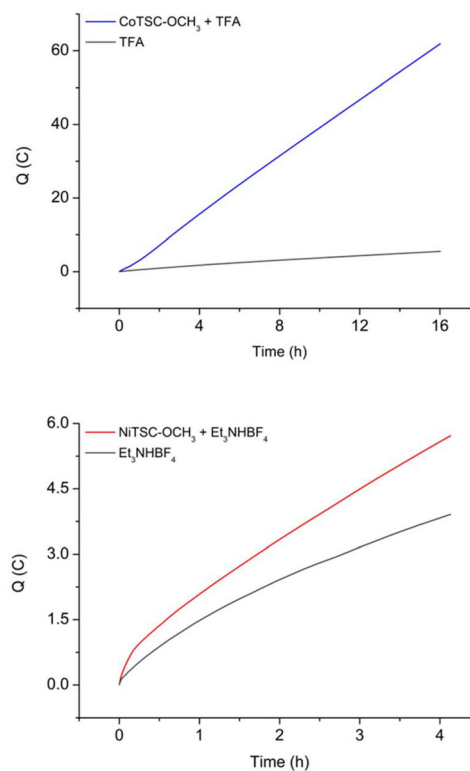 CoTSC-OCH₃ + TFA
TFA
60
40
20
0
Q (C)
0 4 8 12 16
Time (h)
NiTSC-OCH₃ + Et₃NHBF₄
Et₃NHBF₄
6.0
4.5
3.0
1.5
0.0
Q (C)
0 1 2 3 4
Time (h)